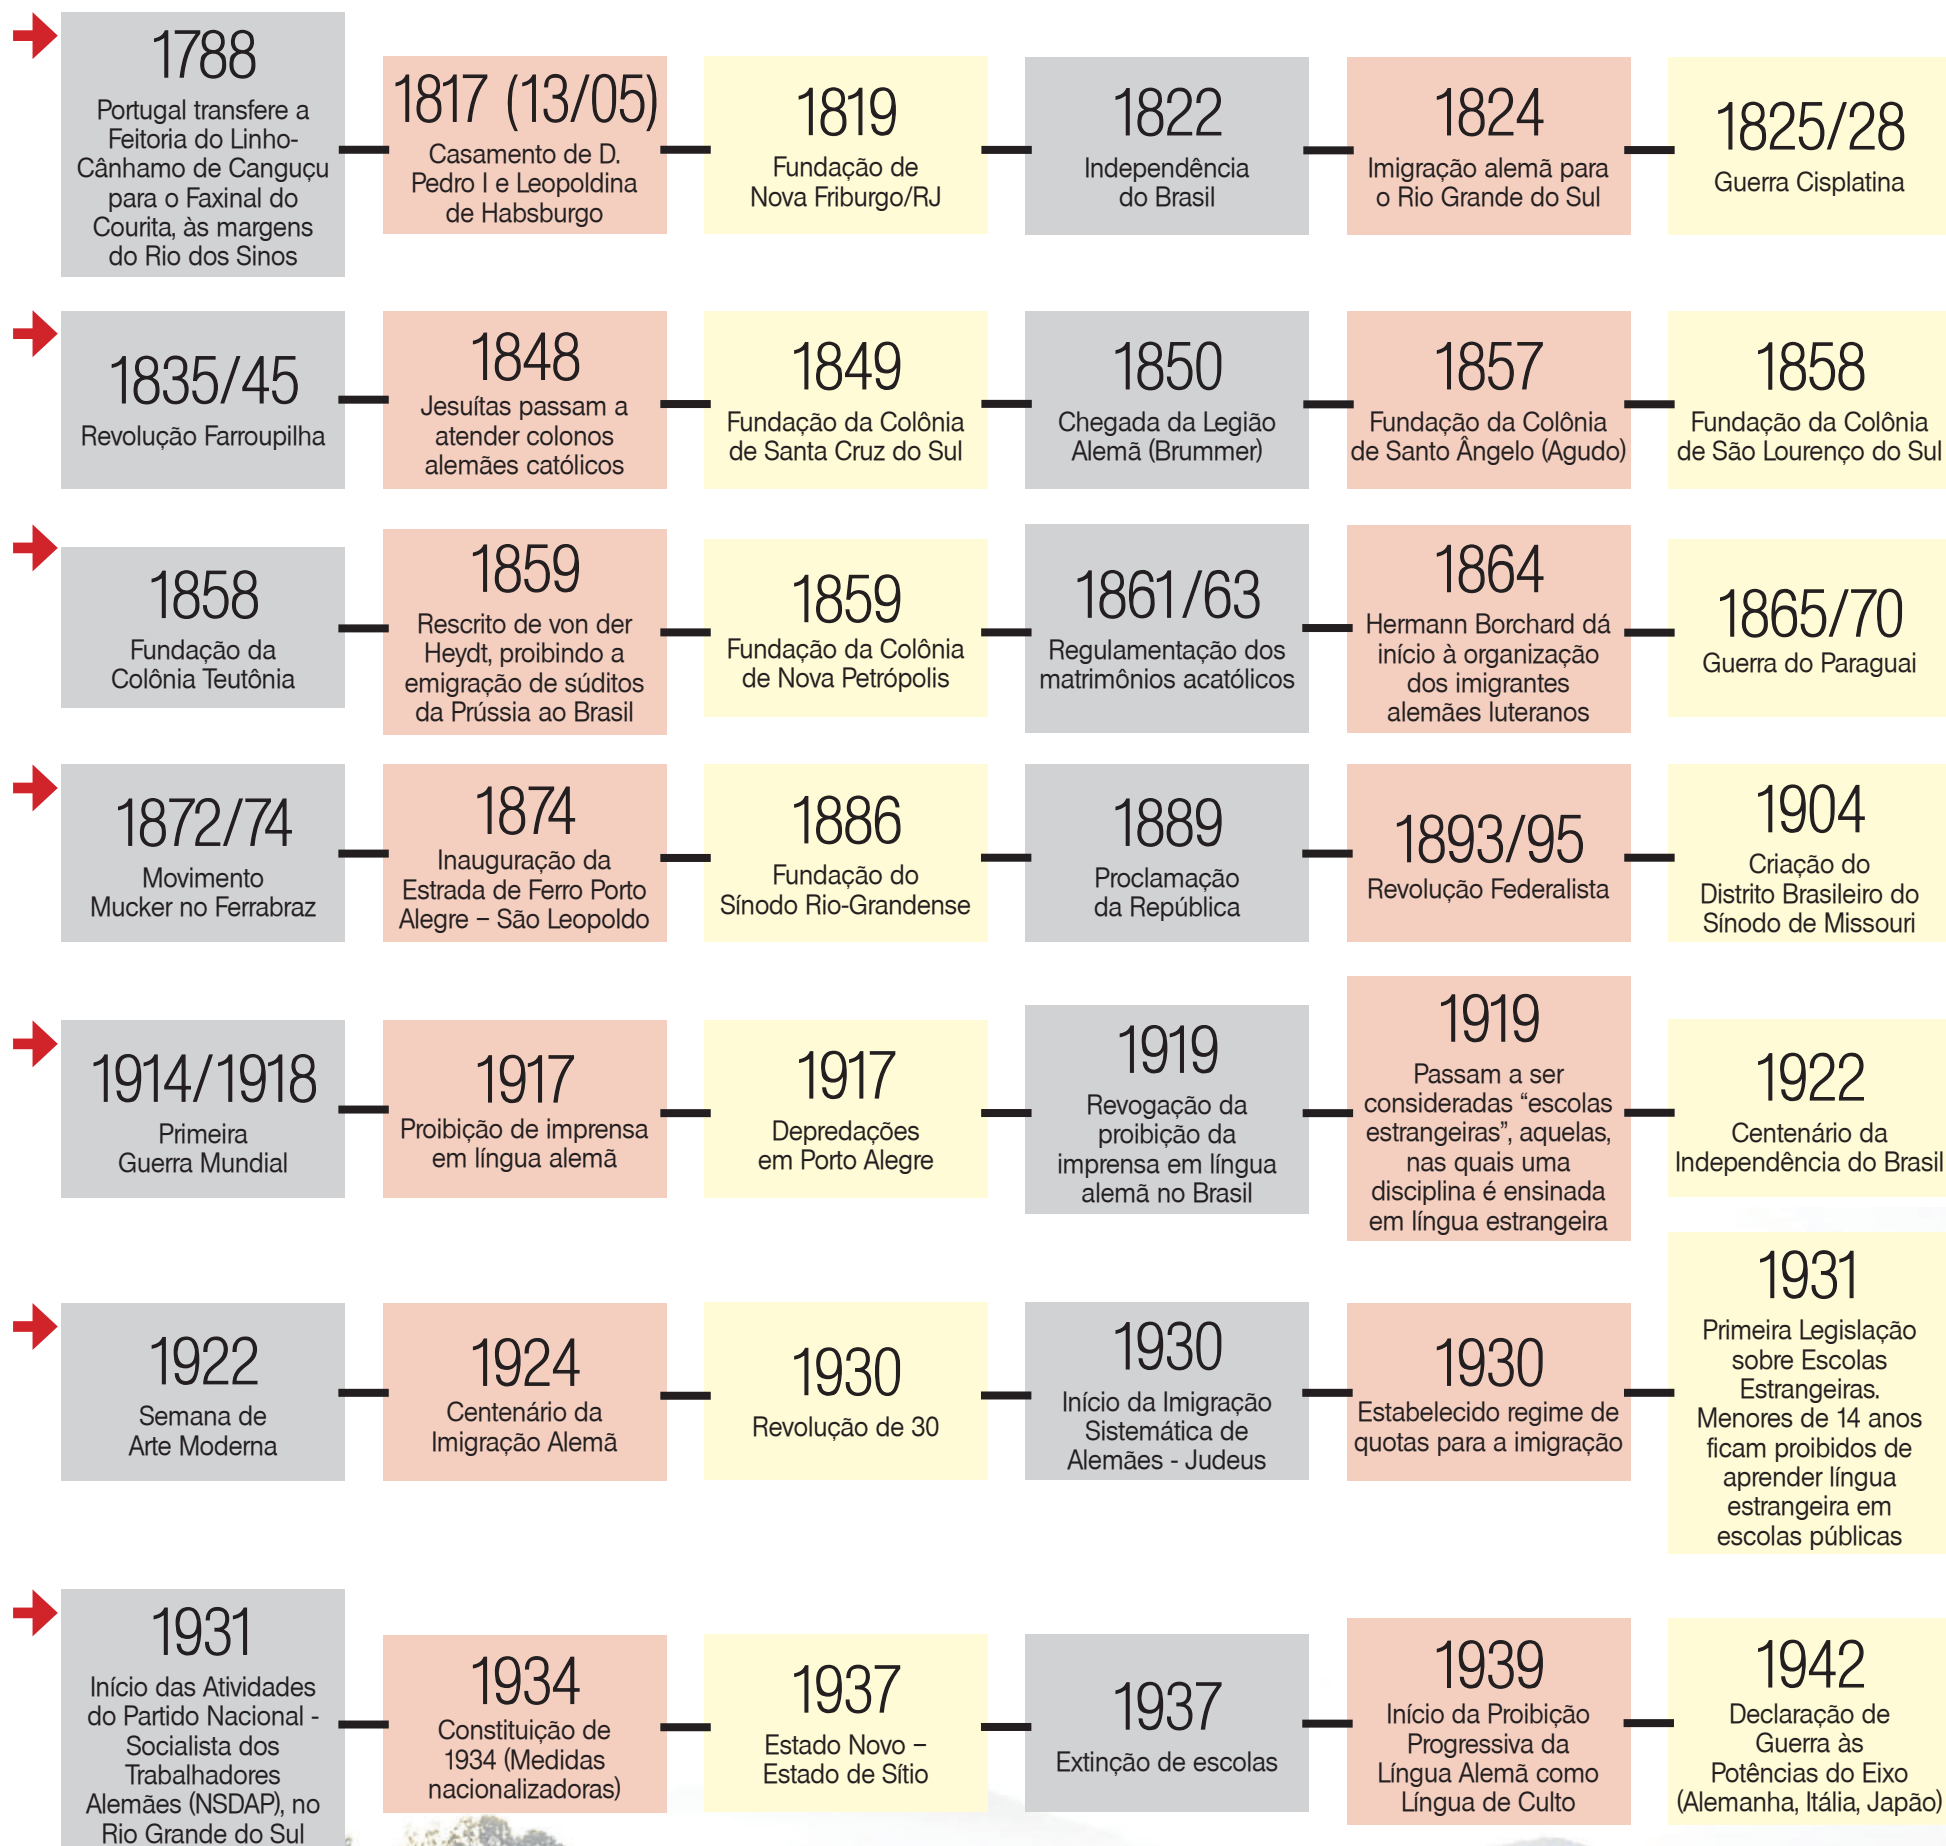 1788
Portugal transfere a
Feitoria do Linho-
Cânhamo de Canguçu
para o Faxinal do
Courita, às margens
do Rio dos Sinos
1817 (13/05)
Casamento de D.
Pedro I e Leopoldina
de Habsburgo
1819
Fundação de
Nova Friburgo/RJ
1822
Independência
do Brasil
1824
Imigração alemã para
o Rio Grande do Sul
1825/28
Guerra Cisplatina
1835/45
Revolução Farroupilha
1848
Jesuítas passam a
atender colonos
alemães católicos
1849
Fundação da Colônia
de Santa Cruz do Sul
1850
Chegada da Legião
Alemã (Brummer)
1857
Fundação da Colônia
de Santo Ângelo (Agudo)
1858
Fundação da Colônia
de São Lourenço do Sul
1858
Fundação da
Colônia Teutônia
1859
Rescrito de von der
Heydt, proibindo a
emigração de súditos
da Prússia ao Brasil
1859
Fundação da Colônia
de Nova Petrópolis
1861/63
Regulamentação dos
matrimônios acatólicos
1864
Hermann Borchard dá
início à organização
dos imigrantes
alemães luteranos
1865/70
Guerra do Paraguai
1872/74
Movimento
Mucker no Ferrabraz
1874
Inauguração da
Estrada de Ferro Porto
Alegre – São Leopoldo
1886
Fundação do
Sínodo Rio-Grandense
1889
Proclamação
da República
1893/95
Revolução Federalista
1904
Criação do
Distrito Brasileiro do
Sínodo de Missouri
1914/1918
Primeira
Guerra Mundial
1917
Proibição de imprensa
em língua alemã
1917
Depredações
em Porto Alegre
1919
Revogação da
proibição da
imprensa em língua
alemã no Brasil
1919
Passam a ser
consideradas “escolas
estrangeiras”, aquelas,
nas quais uma
disciplina é ensinada
em língua estrangeira
1922
Centenário da
Independência do Brasil
1922
Semana de
Arte Moderna
1924
Centenário da
Imigração Alemã
1930
Revolução de 30
1930
Início da Imigração
Sistemática de
Alemães - Judeus
1930
Estabelecido regime de
quotas para a imigração
1931
Primeira Legislação
sobre Escolas
Estrangeiras.
Menores de 14 anos
ficam proibidos de
aprender língua
estrangeira em
escolas públicas
1931
Início das Atividades
do Partido Nacional -
Socialista dos
Trabalhadores
Alemães (NSDAP), no
Rio Grande do Sul
1934
Constituição de
1934 (Medidas
nacionalizadoras)
1937
Estado Novo –
Estado de Sítio
1937
Extinção de escolas
1939
Início da Proibição
Progressiva da
Língua Alemã como
Língua de Culto
1942
Declaração de
Guerra às
Potências do Eixo
(Alemanha, Itália, Japão)